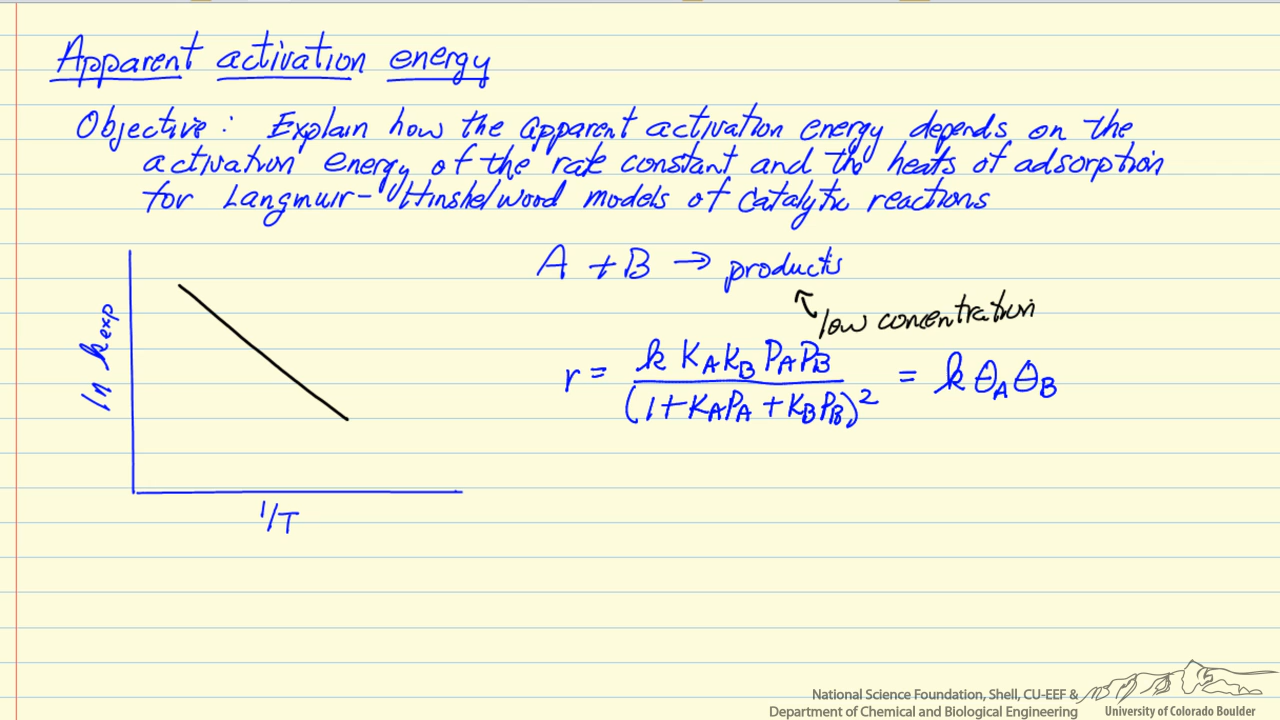 Apparent activation energy
Objective: Explain how the apparent activation energy depends on the
activation energy of the rate constant and the heats of adsorption
for Langmuir-Hinshelwood models of catalytic reactions
A + B → products
low concentration
r = k K_A K_B P_A P_B / (1 + K_A P_A + K_B P_B)^2 = k θ_A θ_B
ln k_exp
1/T
National Science Foundation, Shell, CU-EEF &
Department of Chemical and Biological Engineering
University of Colorado Boulder